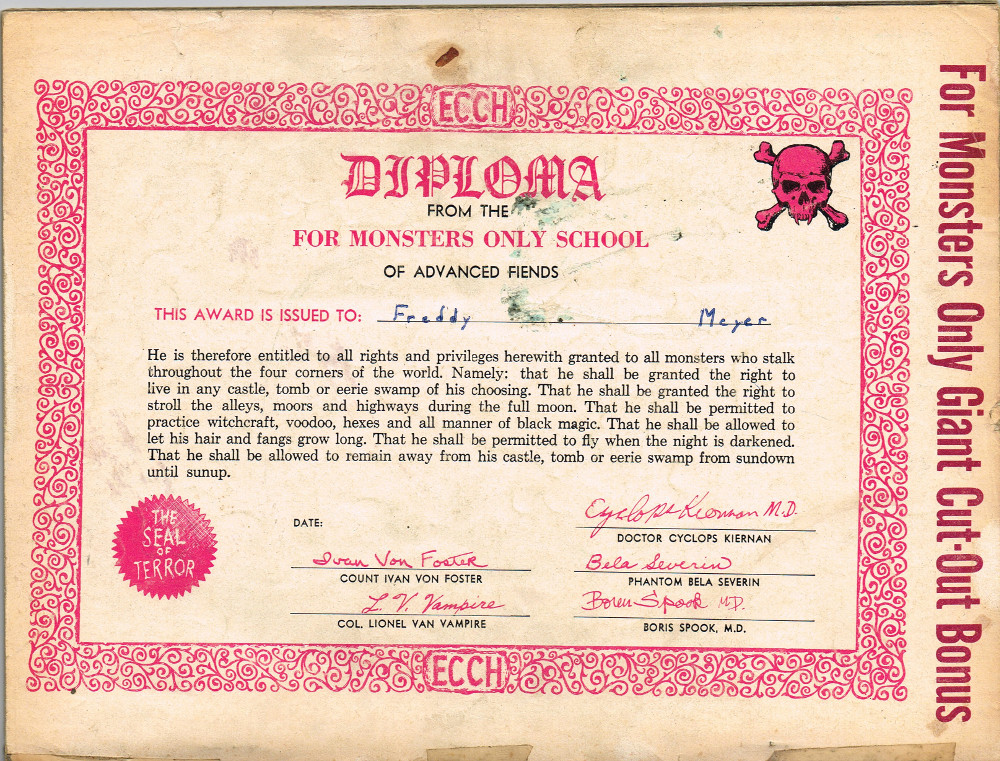 ECCH
DIPLOMA
FROM THE
FOR MONSTERS ONLY SCHOOL
OF ADVANCED FIENDS
THIS AWARD IS ISSUED TO: Freddy Meyer
He is therefore entitled to all rights and privileges herewith granted to all monsters who stalk
throughout the four corners of the world. Namely: that he shall be granted the right to
live in any castle, tomb or eerie swamp of his choosing. That he shall be granted the right to
stroll the alleys, moors and highways during the full moon. That he shall be permitted to
practice witchcraft, voodoo, hexes and all manner of black magic. That he shall be allowed to
let his hair and fangs grow long. That he shall be permitted to fly when the night is darkened.
That he shall be allowed to remain away from his castle, tomb or eerie swamp from sundown
until sunup.
THE
SEAL
OF
TERROR
DATE:
Ivan Von Foster
COUNT IVAN VON FOSTER
L. V. Vampire
COL. LIONEL VAN VAMPIRE
Cyclops Kiernan M.D.
DOCTOR CYCLOPS KIERNAN
Bela Severin
PHANTOM BELA SEVERIN
Boris Spook MD.
BORIS SPOOK, M.D.
ECCH
For Monsters Only Giant Cut-Out Bonus